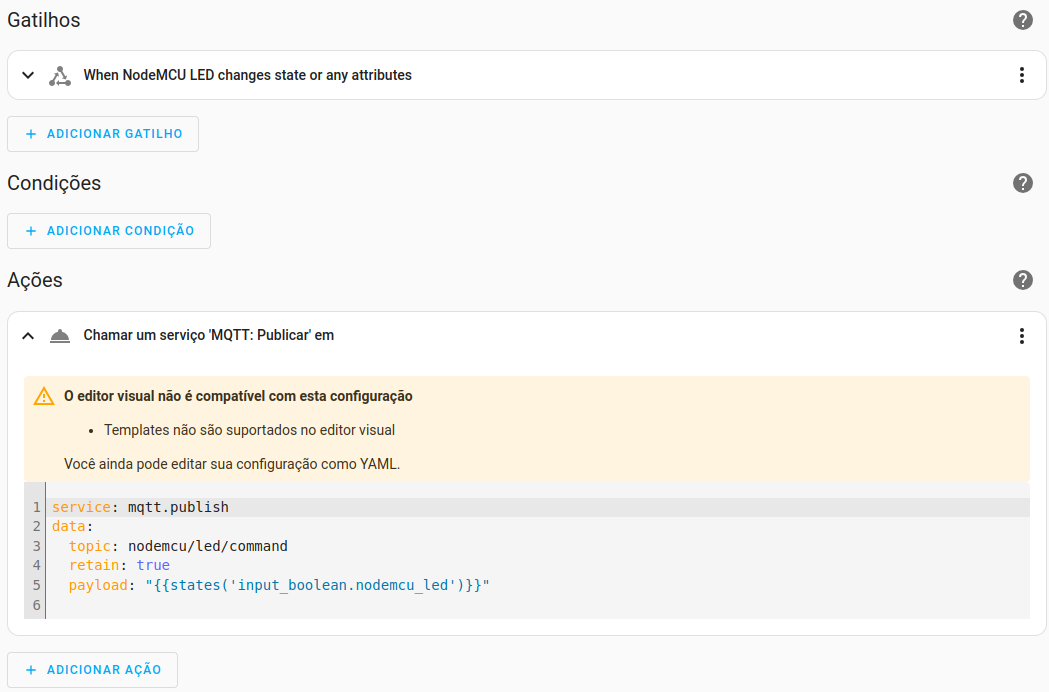 Gatilhos
When NodeMCU LED changes state or any attributes
+ ADICIONAR GATILHO
Condições
+ ADICIONAR CONDIÇÃO
Ações
Chamar um serviço 'MQTT: Publicar' em
O editor visual não é compatível com esta configuração
• Templates não são suportados no editor visual
Você ainda pode editar sua configuração como YAML.
1 service: mqtt.publish
2 data:
3   topic: nodemcu/led/command
4   retain: true
5   payload: "{{states('input_boolean.nodemcu_led')}}"
6
+ ADICIONAR AÇÃO